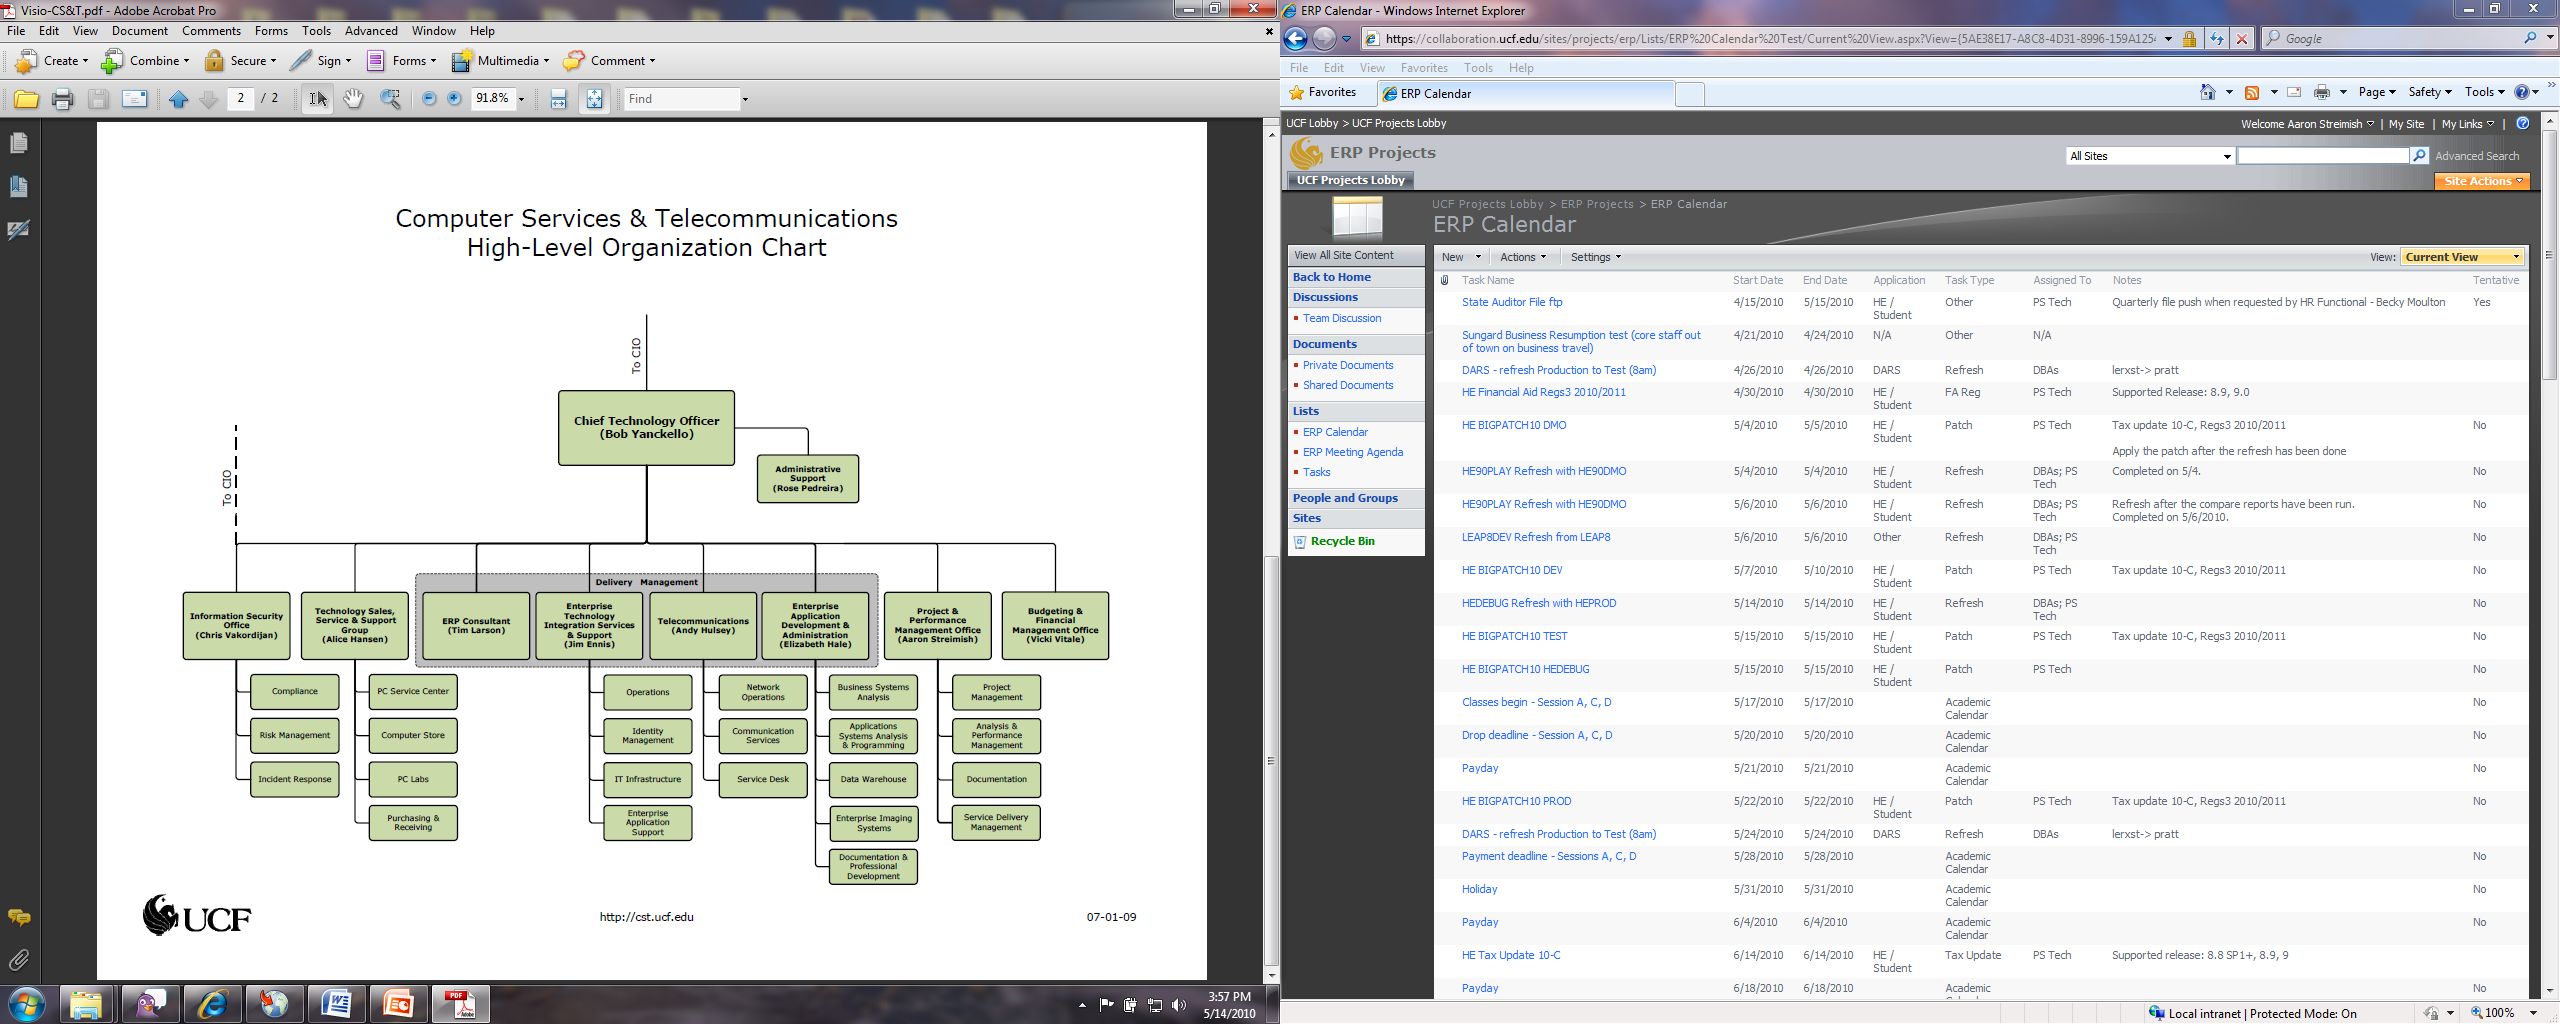 Visio-CS&T.pdf - Adobe Acrobat Pro
File Edit View Document Comments Forms Tools Advanced Window Help
Create Combine Secure Sign Forms Multimedia Comment
2 / 2 91.8% Find
Computer Services & Telecommunications
High-Level Organization Chart
To CIO
Chief Technology Officer
(Bob Yanckello)
Administrative
Support
(Rose Pedreira)
To CIO
Delivery Management
Information Security
Office
(Chris Vakordijan)
Technology Sales,
Service & Support
Group
(Alice Hansen)
ERP Consultant
(Tim Larson)
Enterprise
Technology
Integration Services
& Support
(Jim Ennis)
Telecommunications
(Andy Hulsey)
Enterprise
Application
Development &
Administration
(Elizabeth Hale)
Project &
Performance
Management Office
(Aaron Streimish)
Budgeting &
Financial
Management Office
(Vicki Vitale)
Compliance
Risk Management
Incident Response
PC Service Center
Computer Store
PC Labs
Purchasing &
Receiving
Operations
Identity
Management
IT Infrastructure
Enterprise
Application
Support
Network
Operations
Communication
Services
Service Desk
Business Systems
Analysis
Applications
Systems Analysis
& Programming
Data Warehouse
Enterprise Imaging
Systems
Documentation &
Professional
Development
Project
Management
Analysis &
Performance
Management
Documentation
Service Delivery
Management
UCF
http://cst.ucf.edu
07-01-09
3:57 PM
5/14/2010
ERP Calendar - Windows Internet Explorer
https://collaboration.ucf.edu/sites/projects/erp/Lists/ERP%20Calendar%20Test/Current%20View.aspx?View={5AE38E17-A8C8-4D31-8996-159A1254
Google
File Edit View Favorites Tools Help
Favorites ERP Calendar Page Safety Tools
UCF Lobby > UCF Projects Lobby Welcome Aaron Streimish | My Site | My Links |
ERP Projects All Sites Advanced Search
UCF Projects Lobby Site Actions
UCF Projects Lobby > ERP Projects > ERP Calendar
ERP Calendar
View All Site Content
Back to Home
Discussions
Team Discussion
Documents
Private Documents
Shared Documents
Lists
ERP Calendar
ERP Meeting Agenda
Tasks
People and Groups
Sites
Recycle Bin
New Actions Settings View: Current View
Task Name Start Date End Date Application Task Type Assigned To Notes Tentative
State Auditor File ftp 4/15/2010 5/15/2010 HE / Other PS Tech Quarterly file push when requested by HR Functional - Becky Moulton Yes
Student
Sungard Business Resumption test (core staff out 4/21/2010 4/24/2010 N/A Other N/A
of town on business travel)
DARS - refresh Production to Test (8am) 4/26/2010 4/26/2010 DARS Refresh DBAs lerxst-> pratt
HE Financial Aid Regs3 2010/2011 4/30/2010 4/30/2010 HE / FA Reg PS Tech Supported Release: 8.9, 9.0
Student
HE BIGPATCH10 DMO 5/4/2010 5/5/2010 HE / Patch PS Tech Tax update 10-C, Regs3 2010/2011 No
Student
Apply the patch after the refresh has been done
HE90PLAY Refresh with HE90DMO 5/4/2010 5/4/2010 HE / Refresh DBAs; PS Completed on 5/4. No
Student Tech
HE90PLAY Refresh with HE90DMO 5/6/2010 5/6/2010 HE / Refresh DBAs; PS Refresh after the compare reports have been run. No
Student Tech Completed on 5/6/2010.
LEAP8DEV Refresh from LEAP8 5/6/2010 5/6/2010 Other Refresh DBAs; PS No
Tech
HE BIGPATCH10 DEV 5/7/2010 5/10/2010 HE / Patch PS Tech Tax update 10-C, Regs3 2010/2011 No
Student
HEDEBUG Refresh with HEPROD 5/14/2010 5/14/2010 HE / Refresh DBAs; PS No
Student Tech
HE BIGPATCH10 TEST 5/15/2010 5/15/2010 HE / Patch PS Tech Tax update 10-C, Regs3 2010/2011 No
Student
HE BIGPATCH10 HEDEBUG 5/15/2010 5/15/2010 HE / Patch PS Tech No
Student
Classes begin - Session A, C, D 5/17/2010 5/17/2010 Academic No
Calendar
Drop deadline - Session A, C, D 5/20/2010 5/20/2010 Academic No
Calendar
Payday 5/21/2010 5/21/2010 Academic No
Calendar
HE BIGPATCH10 PROD 5/22/2010 5/22/2010 HE / Patch PS Tech Tax update 10-C, Regs3 2010/2011 No
Student
DARS - refresh Production to Test (8am) 5/24/2010 5/24/2010 DARS Refresh DBAs lerxst-> pratt No
Payment deadline - Sessions A, C, D 5/28/2010 5/28/2010 Academic No
Calendar
Holiday 5/31/2010 5/31/2010 Academic No
Calendar
Payday 6/4/2010 6/4/2010 Academic No
Calendar
HE Tax Update 10-C 6/14/2010 6/14/2010 HE / Tax Update PS Tech Supported release: 8.8 SP1+, 8.9, 9
Student
Payday 6/18/2010 6/18/2010 Academic No
Calendar
Local intranet | Protected Mode: On 100%